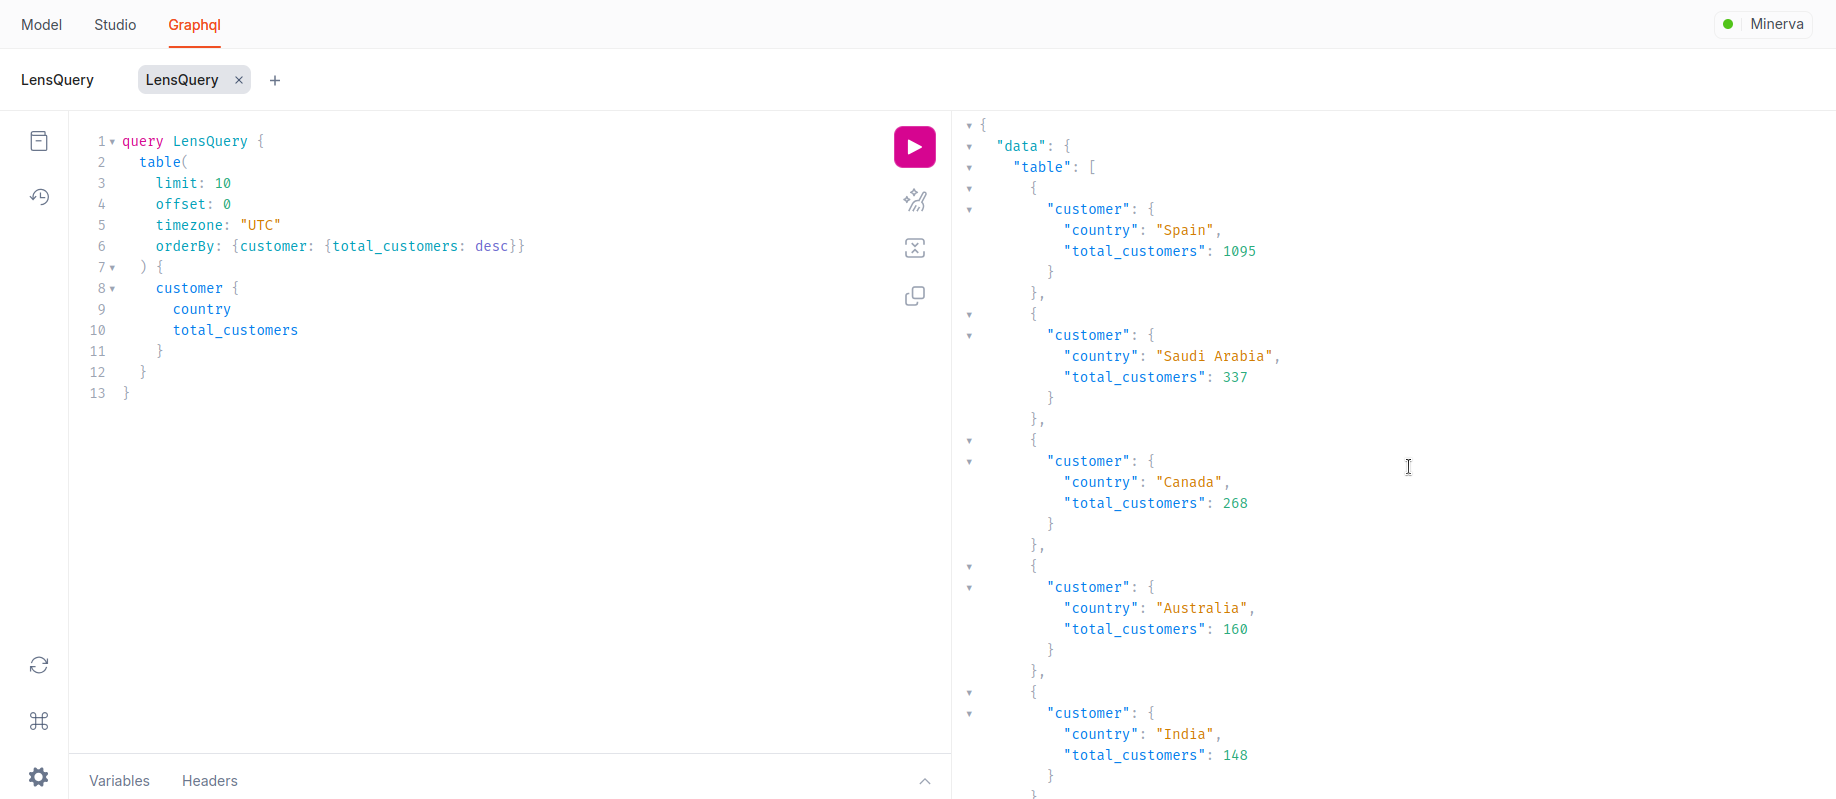 Model Studio Graphql Minerva
LensQuery LensQuery × +
1 query LensQuery {
2 table(
3 limit: 10
4 offset: 0
5 timezone: "UTC"
6 orderBy: {customer: {total_customers: desc}}
7 ) {
8 customer {
9 country
10 total_customers
11 }
12 }
13 }
Variables Headers
{
"data": {
"table": [
{
"customer": {
"country": "Spain",
"total_customers": 1095
}
},
{
"customer": {
"country": "Saudi Arabia",
"total_customers": 337
}
},
{
"customer": {
"country": "Canada",
"total_customers": 268
}
},
{
"customer": {
"country": "Australia",
"total_customers": 160
}
},
{
"customer": {
"country": "India",
"total_customers": 148
}
}